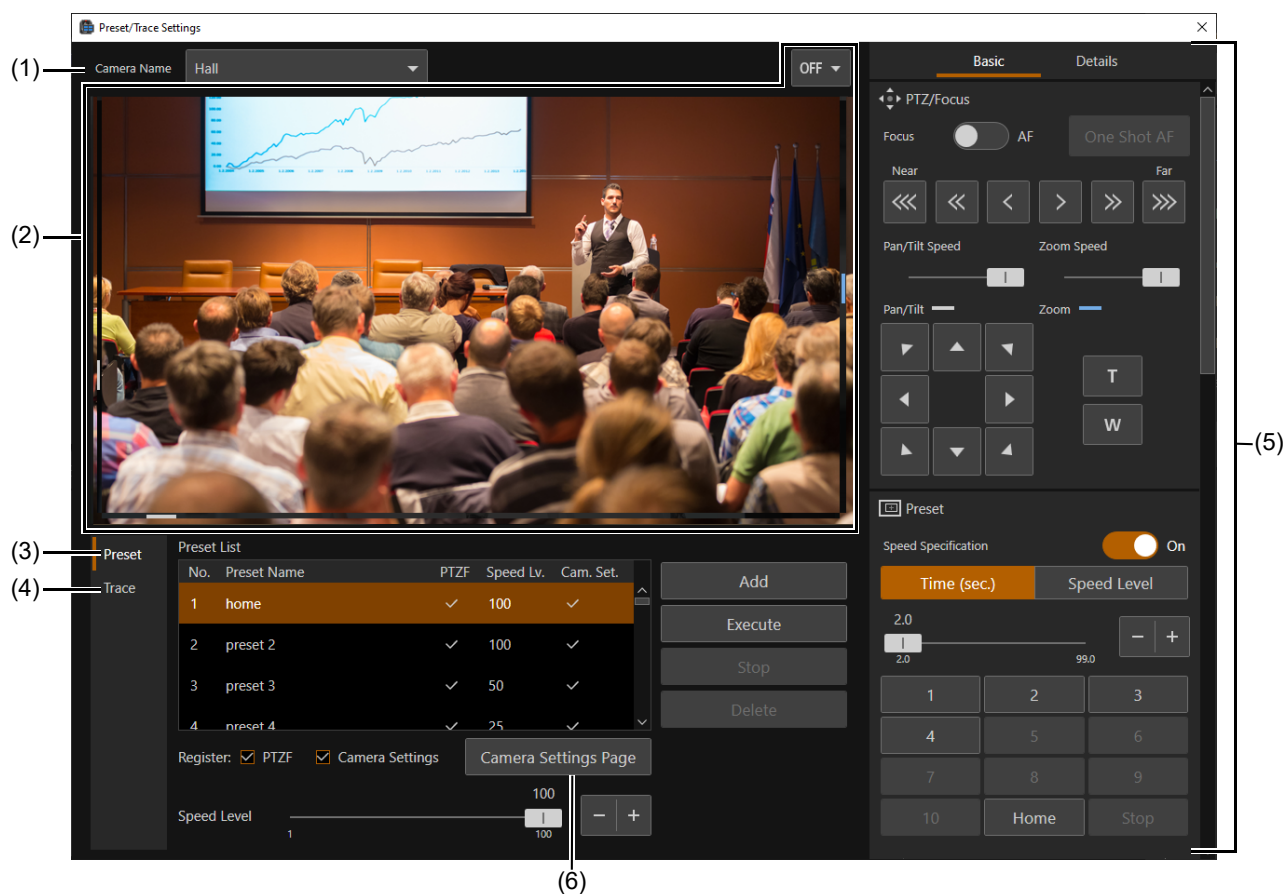 Preset/Trace Settings
(1)
Camera Name
Hall
OFF
Basic
Details
(2)
PTZ/Focus
Focus
AF
One Shot AF
Near
Far
Pan/Tilt Speed
Zoom Speed
Pan/Tilt
Zoom
T
W
(5)
(3)
Preset
(4)
Trace
Preset List
No. Preset Name PTZF Speed Lv. Cam. Set.
1 home 100
2 preset 2 100
3 preset 3 50
4 preset 4 25
Add
Execute
Stop
Delete
Register: PTZF Camera Settings
Camera Settings Page
Speed Level
100
1
100
− +
(6)
Preset
Speed Specification
On
Time (sec.)
Speed Level
2.0
2.0
99.0
− +
1 2 3
4 5 6
7 8 9
10 Home Stop